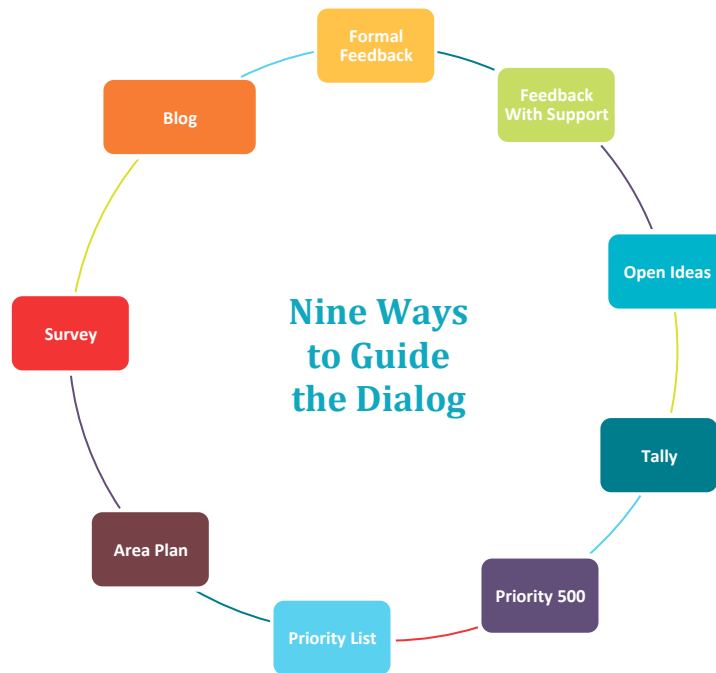 Formal
Feedback
Feedback
With Support
Open Ideas
Tally
Priority 500
Priority List
Area Plan
Survey
Blog
Nine Ways
to Guide
the Dialog